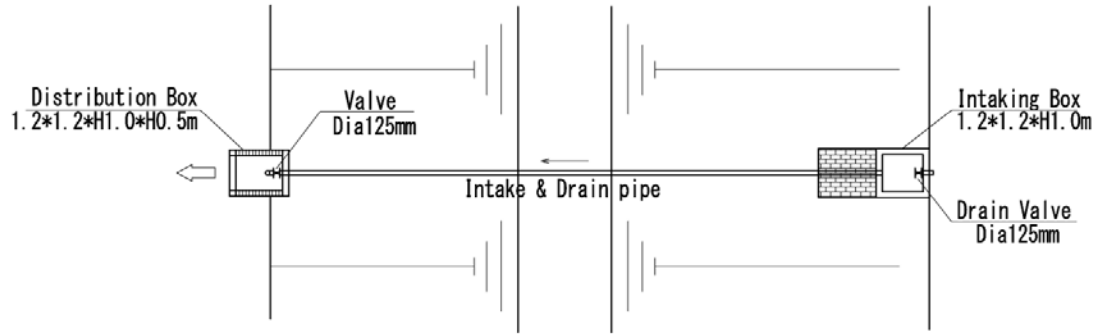 Distribution Box
1.2*1.2*H1.0*H0.5m
Valve
Dia125mm
Intake & Drain pipe
Intaking Box
1.2*1.2*H1.0m
Drain Valve
Dia125mm